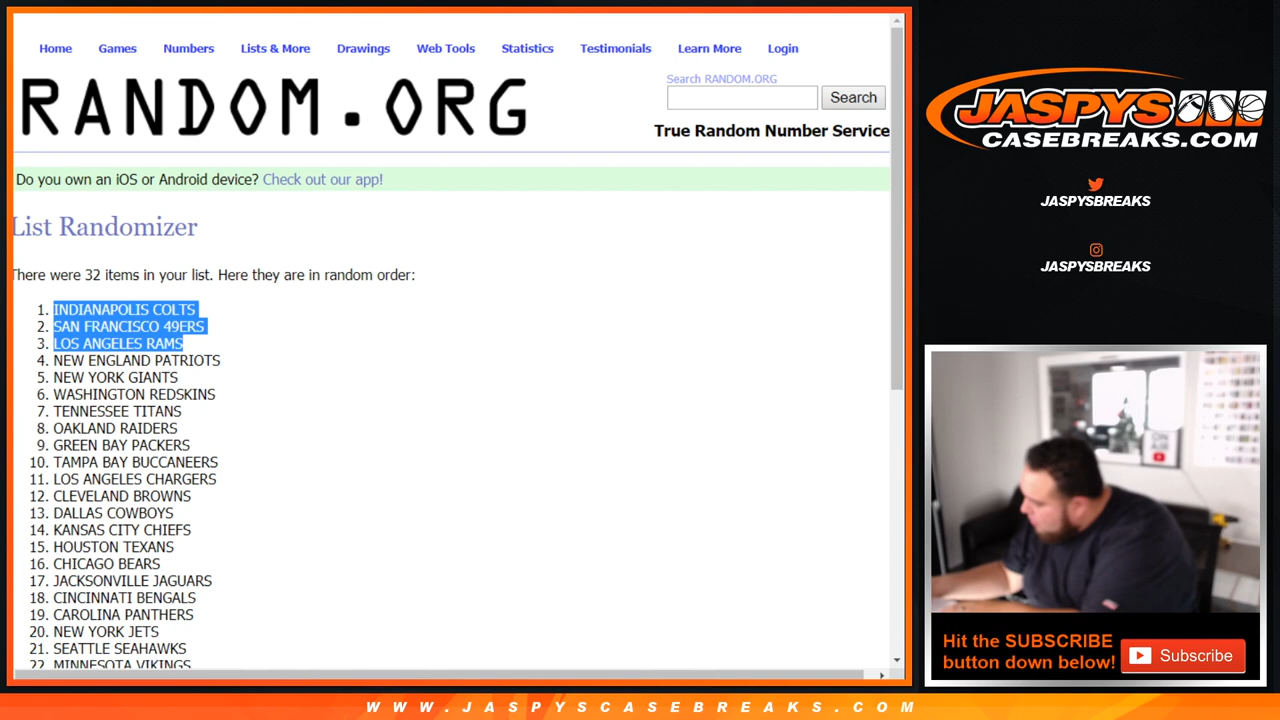 Home Games Numbers Lists & More Drawings Web Tools Statistics Testimonials Learn More Login
RANDOM.ORG
Search RANDOM.ORG
Search
True Random Number Service
Do you own an iOS or Android device? Check out our app!
List Randomizer
There were 32 items in your list. Here they are in random order:
1. INDIANAPOLIS COLTS
2. SAN FRANCISCO 49ERS
3. LOS ANGELES RAMS
4. NEW ENGLAND PATRIOTS
5. NEW YORK GIANTS
6. WASHINGTON REDSKINS
7. TENNESSEE TITANS
8. OAKLAND RAIDERS
9. GREEN BAY PACKERS
10. TAMPA BAY BUCCANEERS
11. LOS ANGELES CHARGERS
12. CLEVELAND BROWNS
13. DALLAS COWBOYS
14. KANSAS CITY CHIEFS
15. HOUSTON TEXANS
16. CHICAGO BEARS
17. JACKSONVILLE JAGUARS
18. CINCINNATI BENGALS
19. CAROLINA PANTHERS
20. NEW YORK JETS
21. SEATTLE SEAHAWKS
22. MINNESOTA VIKINGS
JASPYS
CASEBREAKS.COM
JASPYSBREAKS
JASPYSBREAKS
ON AIR
Hit the SUBSCRIBE
button down below!
Subscribe
WWW.JASPYSCASEBREAKS.COM